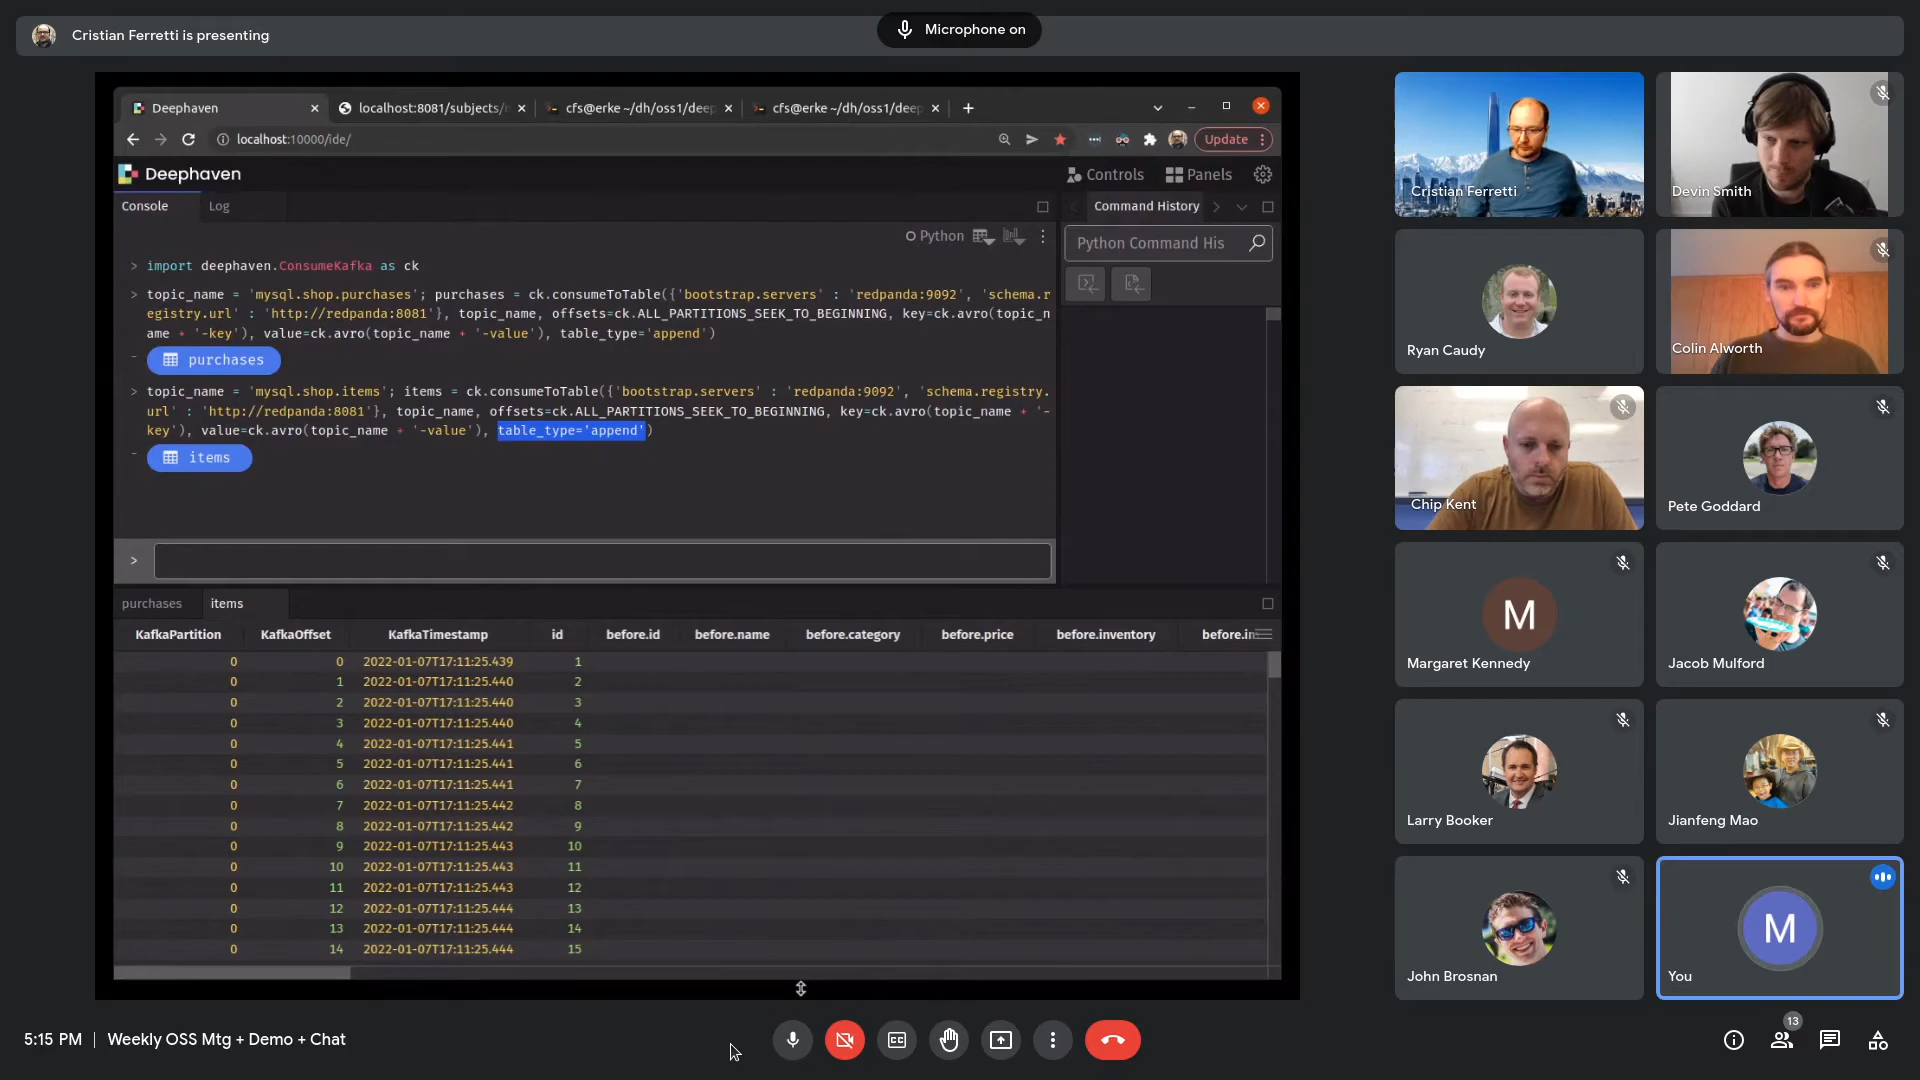 Cristian Ferretti is presenting
Microphone on
Deephaven
localhost:8081/subjects/
cfs@erke ~/dh/oss1/deep
cfs@erke ~/dh/oss1/deep
localhost:10000/ide/
Update
Deephaven
Controls
Panels
Console
Log
Command History
Python
Python Command His
> import deephaven.ConsumeKafka as ck
> topic_name = 'mysql.shop.purchases'; purchases = ck.consumeToTable({'bootstrap.servers' : 'redpanda:9092', 'schema.r
egistry.url' : 'http://redpanda:8081'}, topic_name, offsets=ck.ALL_PARTITIONS_SEEK_TO_BEGINNING, key=ck.avro(topic_n
ame + '-key'), value=ck.avro(topic_name + '-value'), table_type='append')
purchases
> topic_name = 'mysql.shop.items'; items = ck.consumeToTable({'bootstrap.servers' : 'redpanda:9092', 'schema.registry.
url' : 'http://redpanda:8081'}, topic_name, offsets=ck.ALL_PARTITIONS_SEEK_TO_BEGINNING, key=ck.avro(topic_name + '-
key'), value=ck.avro(topic_name + '-value'), table_type='append')
items
>
purchases
items
KafkaPartition KafkaOffset KafkaTimestamp id before.id before.name before.category before.price before.inventory before.in
0 0 2022-01-07T17:11:25.439 1
0 1 2022-01-07T17:11:25.440 2
0 2 2022-01-07T17:11:25.440 3
0 3 2022-01-07T17:11:25.440 4
0 4 2022-01-07T17:11:25.441 5
0 5 2022-01-07T17:11:25.441 6
0 6 2022-01-07T17:11:25.441 7
0 7 2022-01-07T17:11:25.442 8
0 8 2022-01-07T17:11:25.442 9
0 9 2022-01-07T17:11:25.443 10
0 10 2022-01-07T17:11:25.443 11
0 11 2022-01-07T17:11:25.443 12
0 12 2022-01-07T17:11:25.444 13
0 13 2022-01-07T17:11:25.444 14
0 14 2022-01-07T17:11:25.444 15
Cristian Ferretti
Devin Smith
Ryan Caudy
Colin Alworth
Chip Kent
Pete Goddard
M
Margaret Kennedy
Jacob Mulford
Larry Booker
Jianfeng Mao
John Brosnan
M
You
5:15 PM | Weekly OSS Mtg + Demo + Chat
13